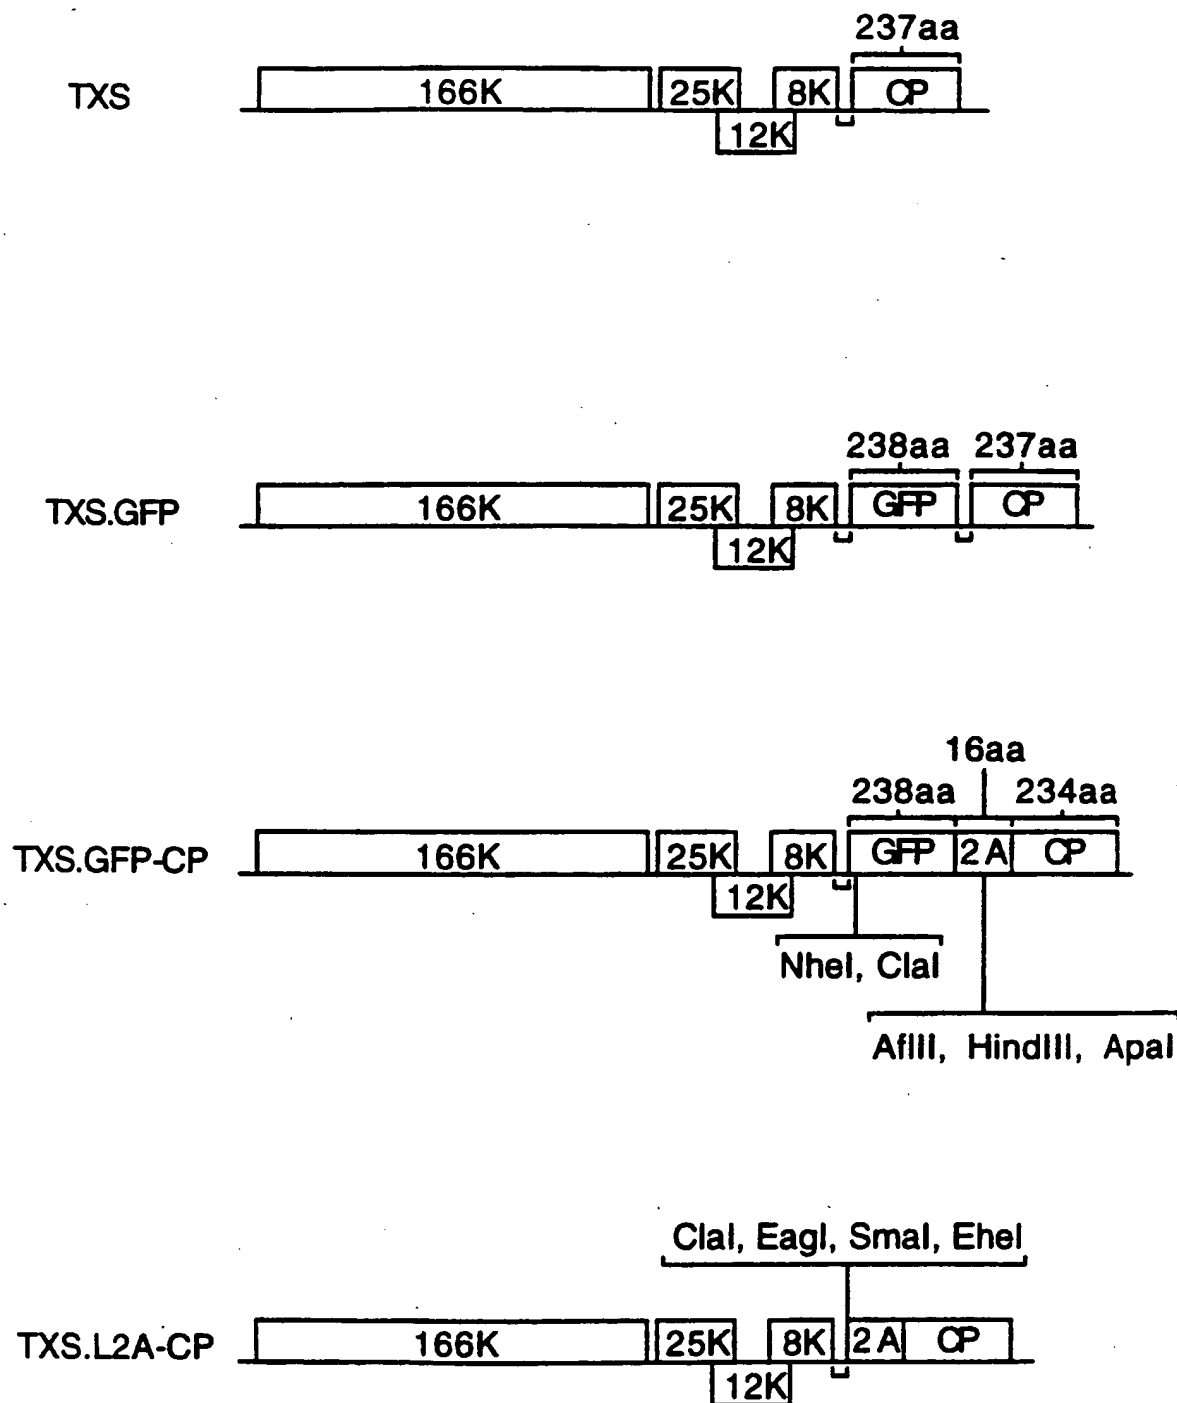 237aa
TXS 166K 25K 8K CP
12K
238aa 237aa
TXS.GFP 166K 25K 8K GFP CP
12K
16aa
238aa 234aa
TXS.GFP-CP 166K 25K 8K GFP 2A CP
12K
NheI, ClaI
AflII, HindIII, ApaI
ClaI, EagI, SmaI, EheI
TXS.L2A-CP 166K 25K 8K 2A CP
12K